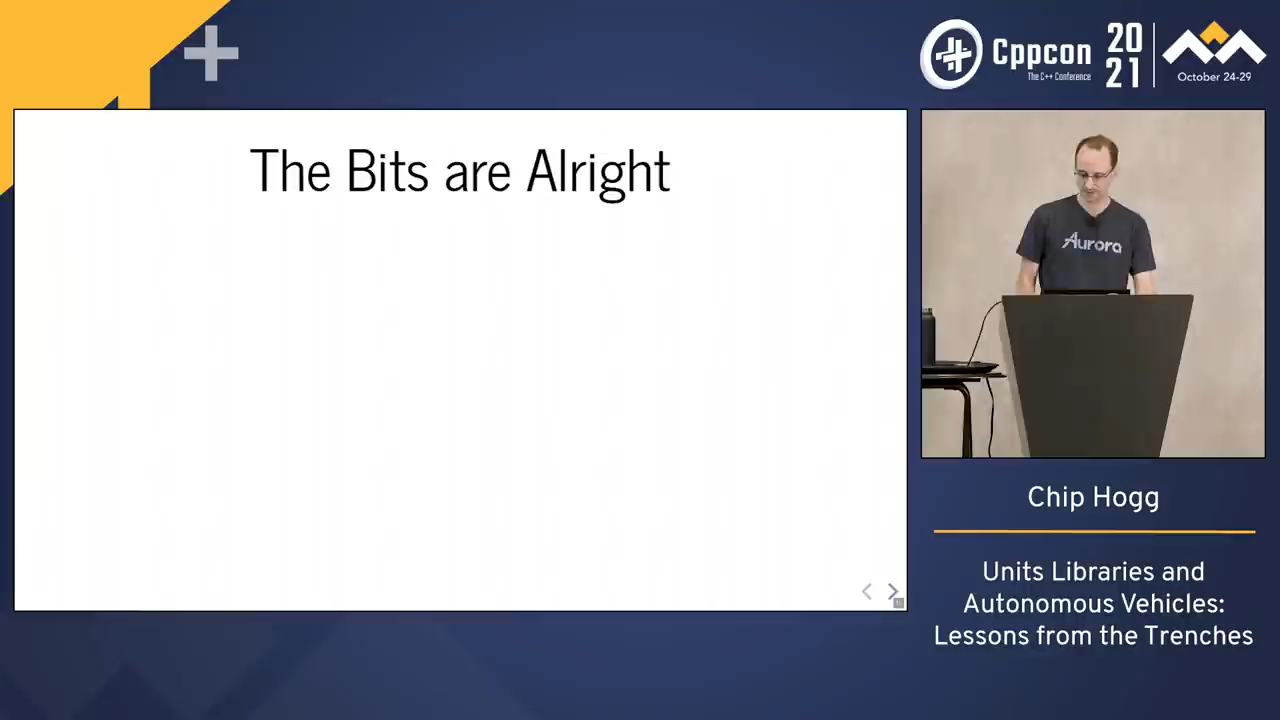 Cppcon
The C++ Conference
20
21
October 24-29
The Bits are Alright
Aurora
Chip Hogg
Units Libraries and
Autonomous Vehicles:
Lessons from the Trenches